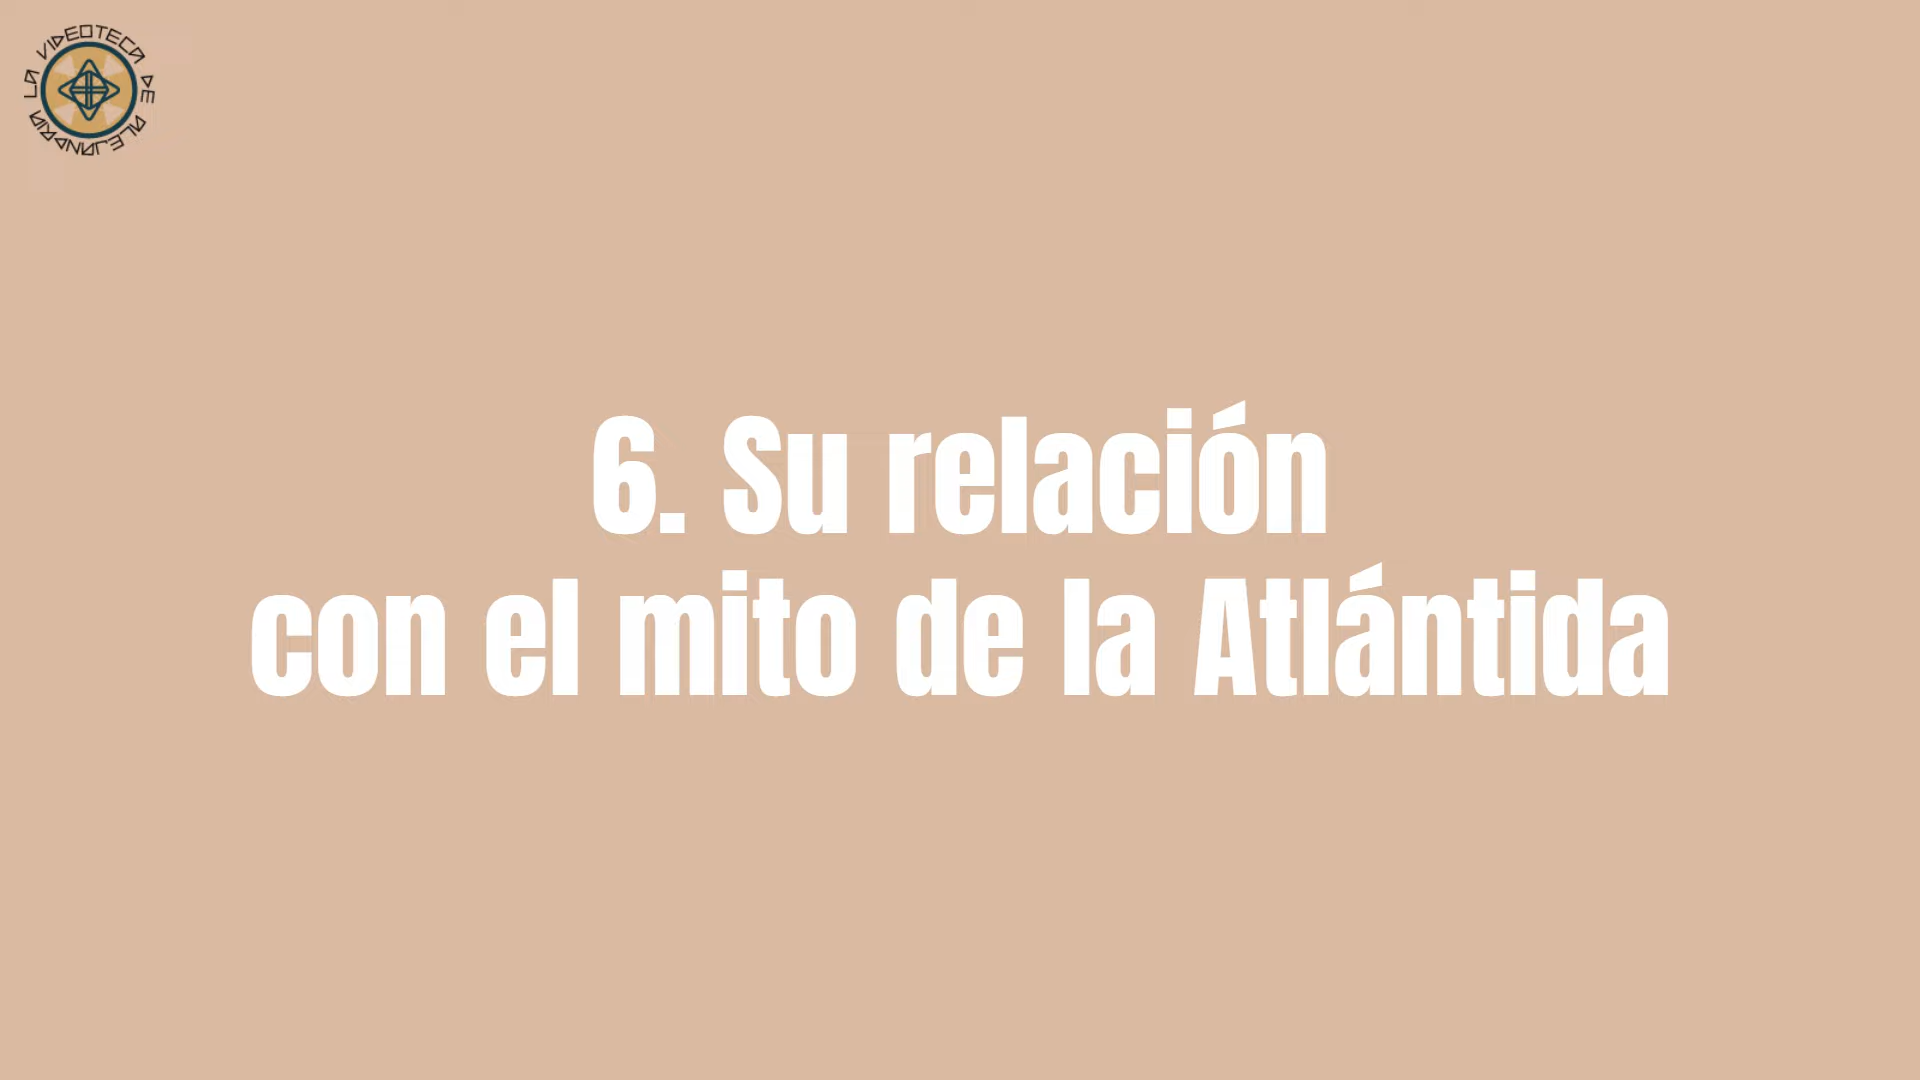 LA VIDEOTECA DE ALEJANDRIA
6. Su relación
con el mito de la Atlántida